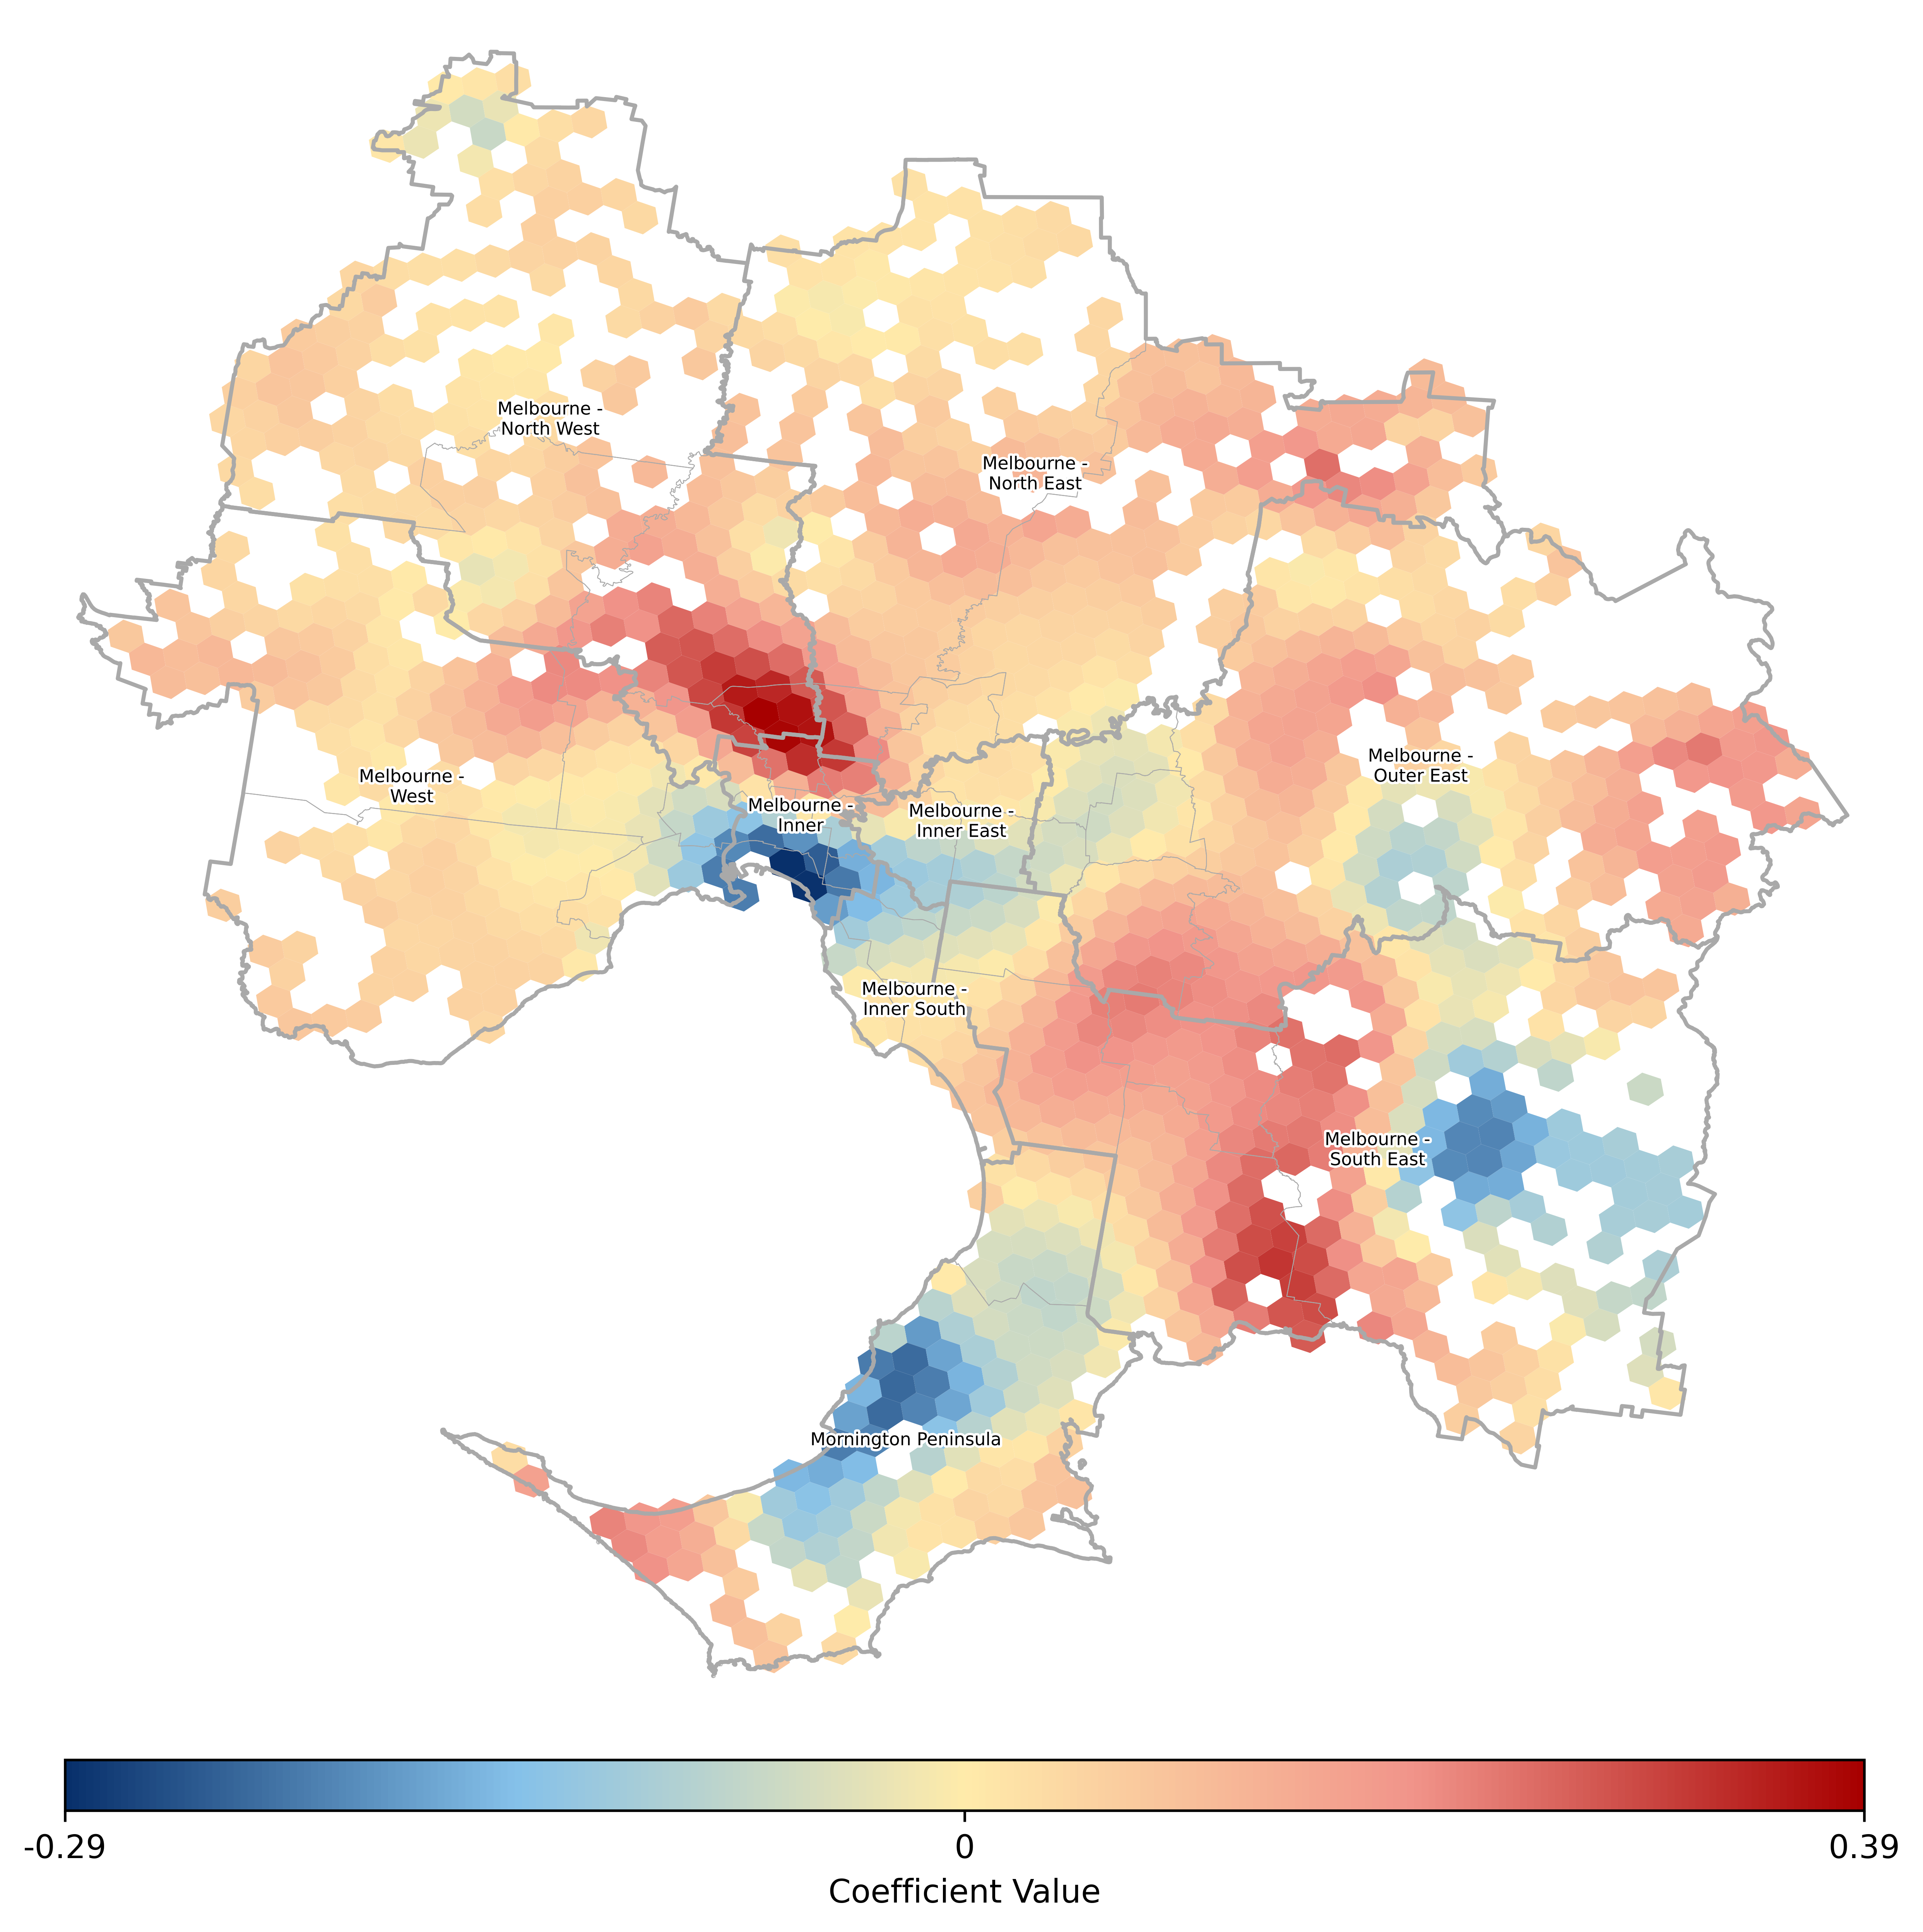 Melbourne -
North West
Melbourne -
North East
Melbourne -
Outer East
Melbourne -
West
Melbourne -
Inner
Melbourne -
Inner East
Melbourne -
Inner South
Melbourne -
South East
Mornington Peninsula
-0.29
0
0.39
Coefficient Value